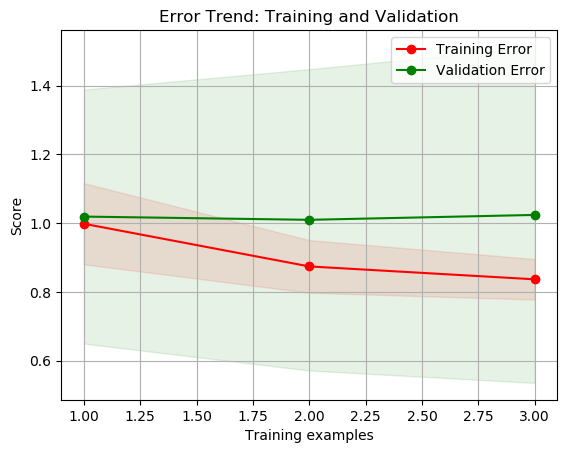 Error Trend: Training and Validation
Training Error
Validation Error
Score
1.4
1.2
1.0
0.8
0.6
1.00 1.25 1.50 1.75 2.00 2.25 2.50 2.75 3.00
Training examples